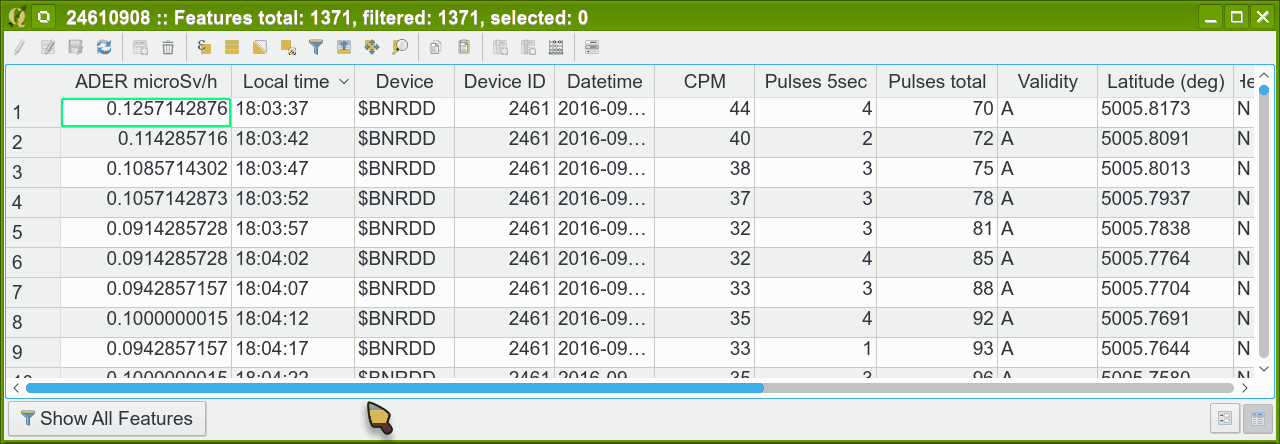 24610908 :: Features total: 1371, filtered: 1371, selected: 0
ADER microSv/h Local time Device Device ID Datetime CPM Pulses 5sec Pulses total Validity Latitude (deg) He
1 0.1257142876 18:03:37 $BNRDD 2461 2016-09... 44 4 70 A 5005.8173 N
2 0.114285716 18:03:42 $BNRDD 2461 2016-09... 40 2 72 A 5005.8091 N
3 0.1085714302 18:03:47 $BNRDD 2461 2016-09... 38 3 75 A 5005.8013 N
4 0.1057142873 18:03:52 $BNRDD 2461 2016-09... 37 3 78 A 5005.7937 N
5 0.0914285728 18:03:57 $BNRDD 2461 2016-09... 32 3 81 A 5005.7838 N
6 0.0914285728 18:04:02 $BNRDD 2461 2016-09... 32 4 85 A 5005.7764 N
7 0.0942857157 18:04:07 $BNRDD 2461 2016-09... 33 3 88 A 5005.7704 N
8 0.1000000015 18:04:12 $BNRDD 2461 2016-09... 35 4 92 A 5005.7691 N
9 0.0942857157 18:04:17 $BNRDD 2461 2016-09... 33 1 93 A 5005.7644 N
10 0.1000000015 18:04:22 $BNRDD 2461 2016-09... 35 3 96 A 5005.7580 N
Show All Features